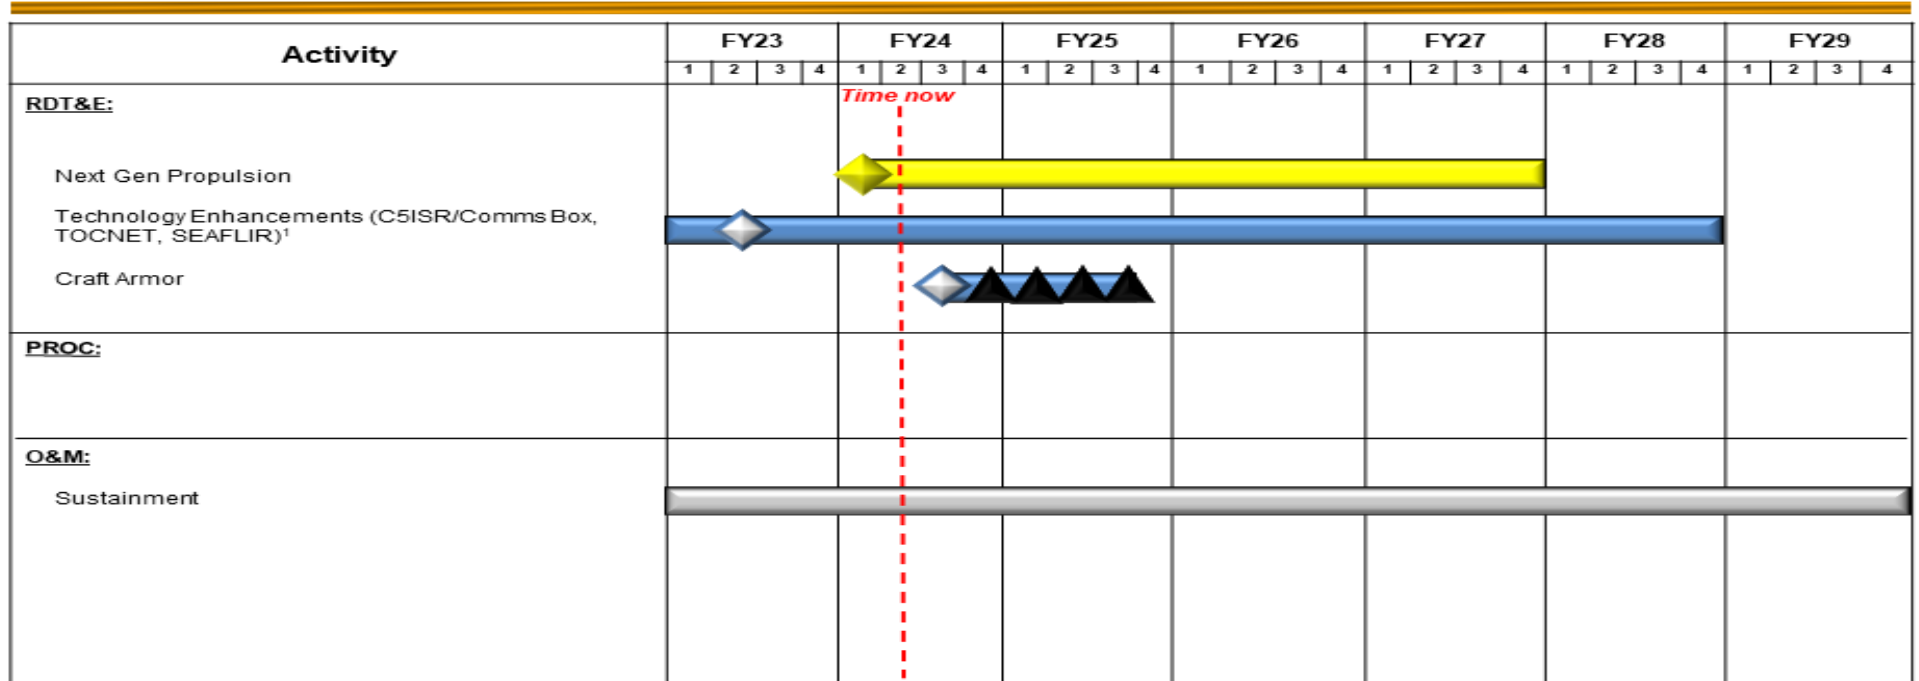 Activity
FY23 FY24 FY25 FY26 FY27 FY28 FY29
1 2 3 4 1 2 3 4 1 2 3 4 1 2 3 4 1 2 3 4 1 2 3 4 1 2 3 4
RDT&E:
Time now
Next Gen Propulsion
Technology Enhancements (C5ISR/Comms Box,
TOCNET, SEAFLIR)¹
Craft Armor
PROC:
O&M:
Sustainment